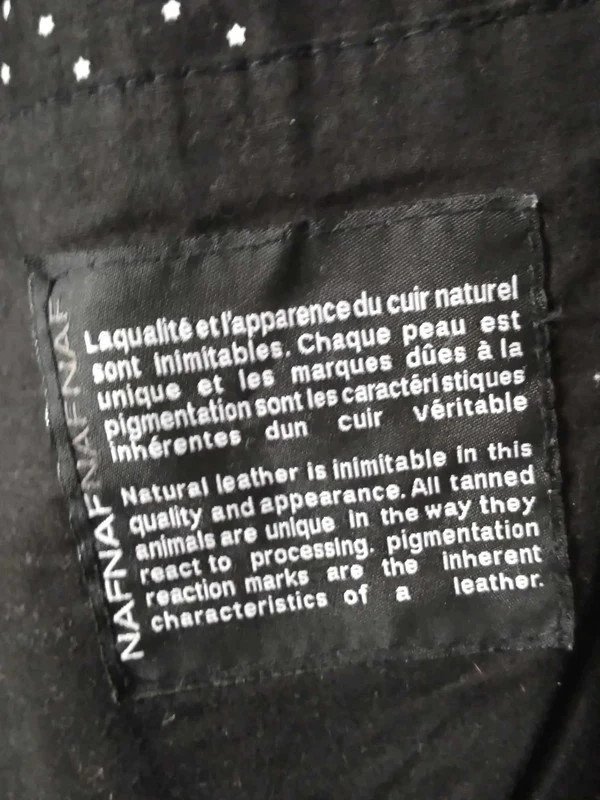 NAFNAFNAFNAF
Laqualité et l'apparence du cuir naturel
sont inimitables. Chaque peau est
unique et les marques dûes à la
pigmentation sont les caractéristiques
inhérentes dun cuir véritable
Natural leather is inimitable in this
quality and appearance. All tanned
animals are unique in the way they
react to processing. pigmentation
reaction marks are the inherent
characteristics of a leather.